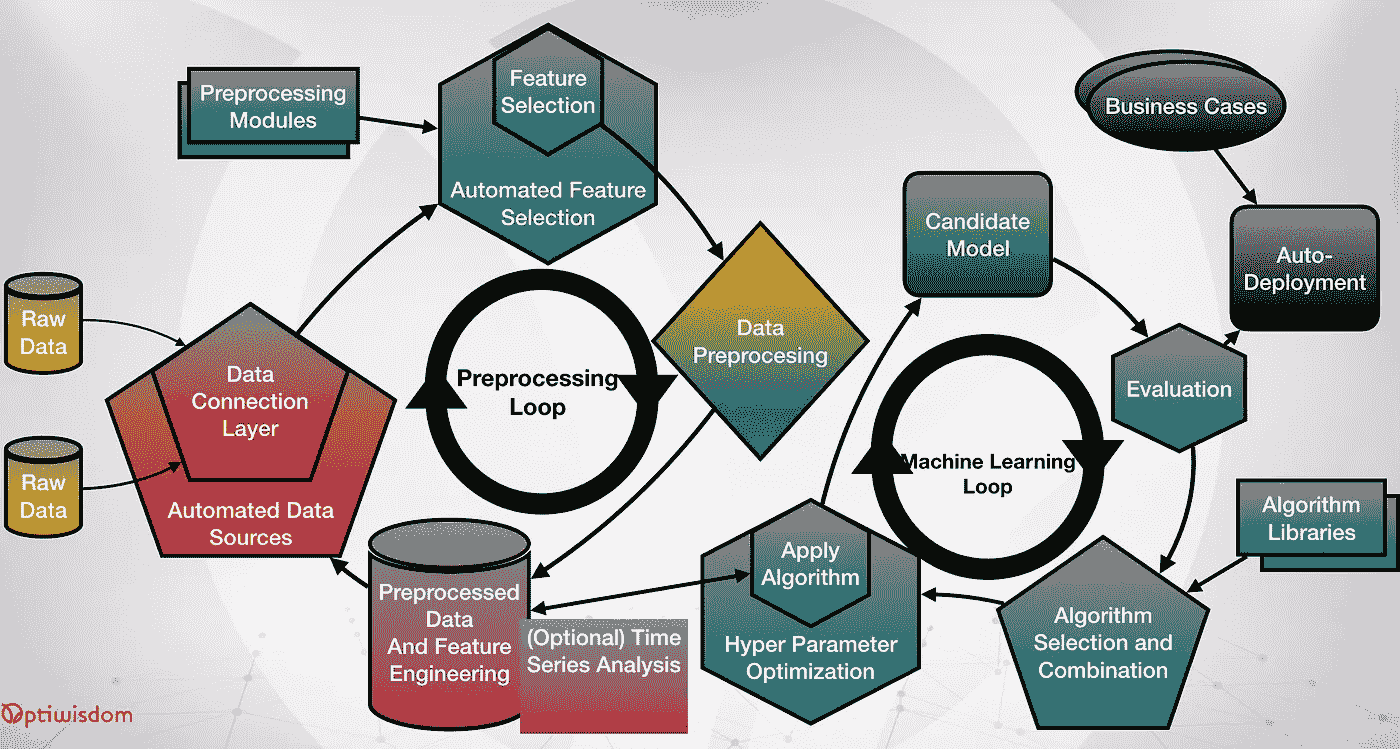 Preprocessing
Modules
Feature
Selection
Automated Feature
Selection
Business Cases
Candidate
Model
Auto-
Deployment
Raw
Data
Data
Connection
Layer
Preprocessing
Loop
Data
Preprocesing
Evaluation
Raw
Data
Automated Data
Sources
Machine Learning
Loop
Algorithm
Libraries
Preprocessed
Data
And Feature
Engineering
(Optional) Time
Series Analysis
Apply
Algorithm
Hyper Parameter
Optimization
Algorithm
Selection and
Combination
Optiwisdom